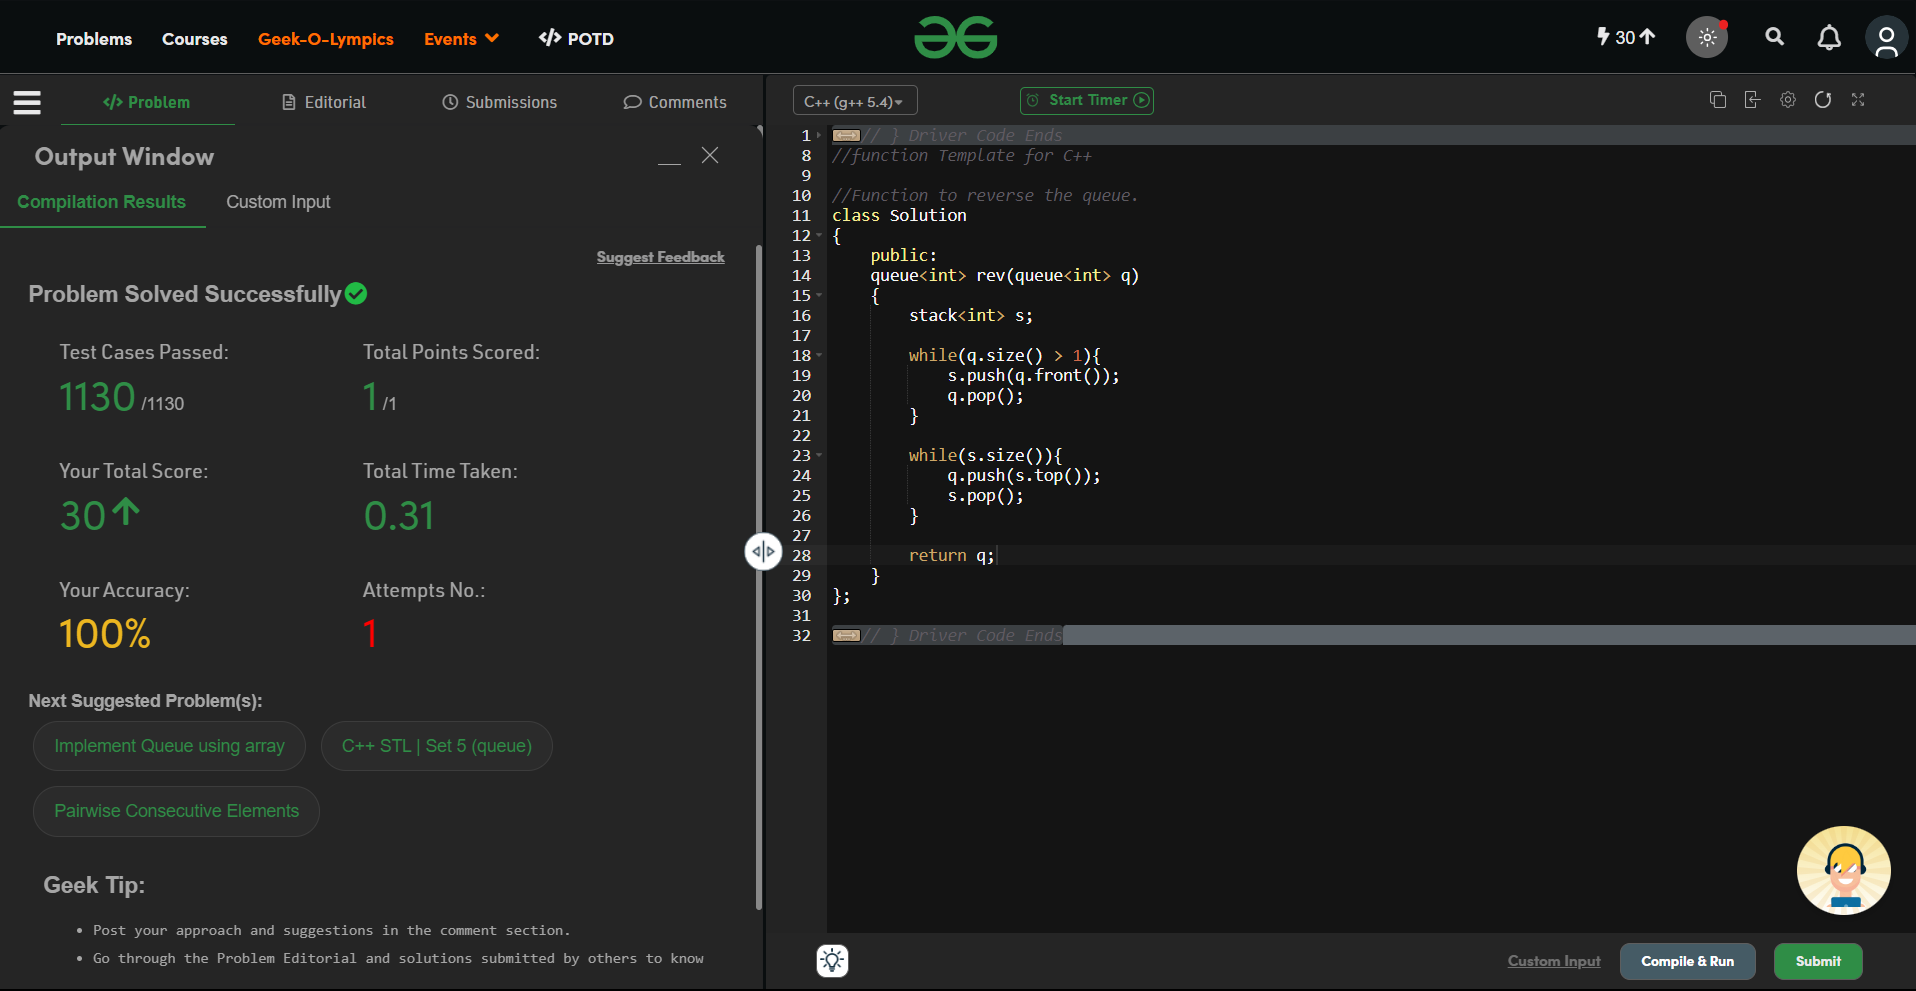 Problems Courses Geek-O-Lympics Events </> POTD
30
</> Problem Editorial Submissions Comments
Output Window
Compilation Results Custom Input
Suggest Feedback
Problem Solved Successfully
Test Cases Passed: Total Points Scored:
1130 /1130 1 /1
Your Total Score: Total Time Taken:
30 0.31
Your Accuracy: Attempts No.:
100% 1
Next Suggested Problem(s):
Implement Queue using array C++ STL | Set 5 (queue)
Pairwise Consecutive Elements
Geek Tip:
• Post your approach and suggestions in the comment section.
• Go through the Problem Editorial and solutions submitted by others to know
C++ (g++ 5.4) Start Timer
1 // } Driver Code Ends
8 //function Template for C++
9
10 //Function to reverse the queue.
11 class Solution
12 {
13 public:
14 queue<int> rev(queue<int> q)
15 {
16 stack<int> s;
17
18 while(q.size() > 1){
19 s.push(q.front());
20 q.pop();
21 }
22
23 while(s.size()){
24 q.push(s.top());
25 s.pop();
26 }
27
28 return q;
29 }
30 };
31
32 // } Driver Code Ends
Custom Input Compile & Run Submit